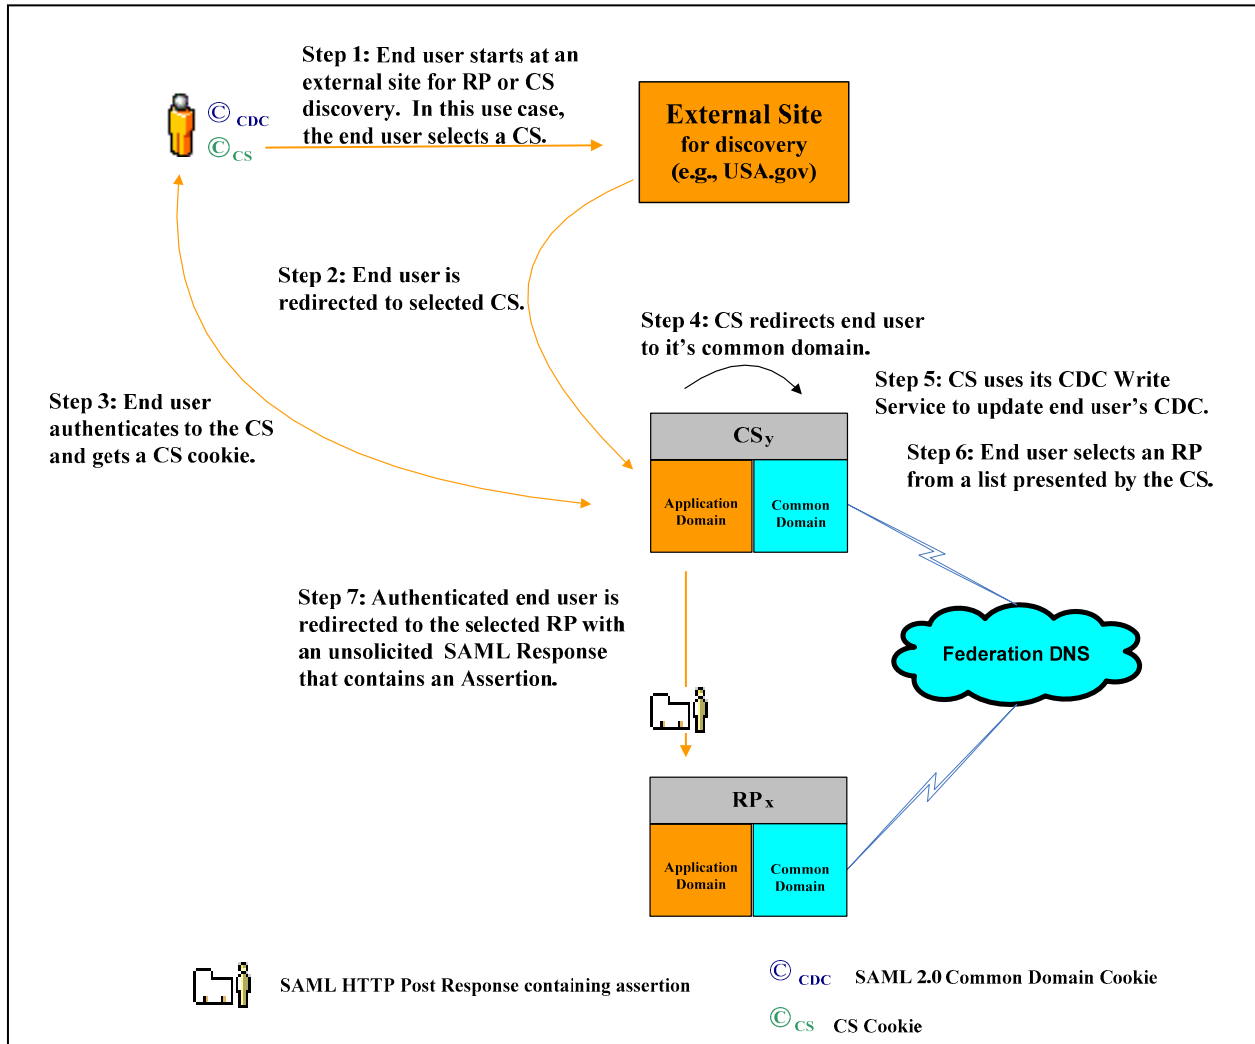 Step 1: End user starts at an
external site for RP or CS
discovery. In this use case,
the end user selects a CS.
© CDC
© CS
External Site
for discovery
(e.g., USA.gov)
Step 2: End user is
redirected to selected CS.
Step 3: End user
authenticates to the CS
and gets a CS cookie.
Step 4: CS redirects end user
to it's common domain.
Step 5: CS uses its CDC Write
Service to update end user's CDC.
Step 6: End user selects an RP
from a list presented by the CS.
CSy
Application
Domain
Common
Domain
Step 7: Authenticated end user is
redirected to the selected RP with
an unsolicited SAML Response
that contains an Assertion.
Federation DNS
RPx
Application
Domain
Common
Domain
SAML HTTP Post Response containing assertion
© CDC SAML 2.0 Common Domain Cookie
© CS CS Cookie